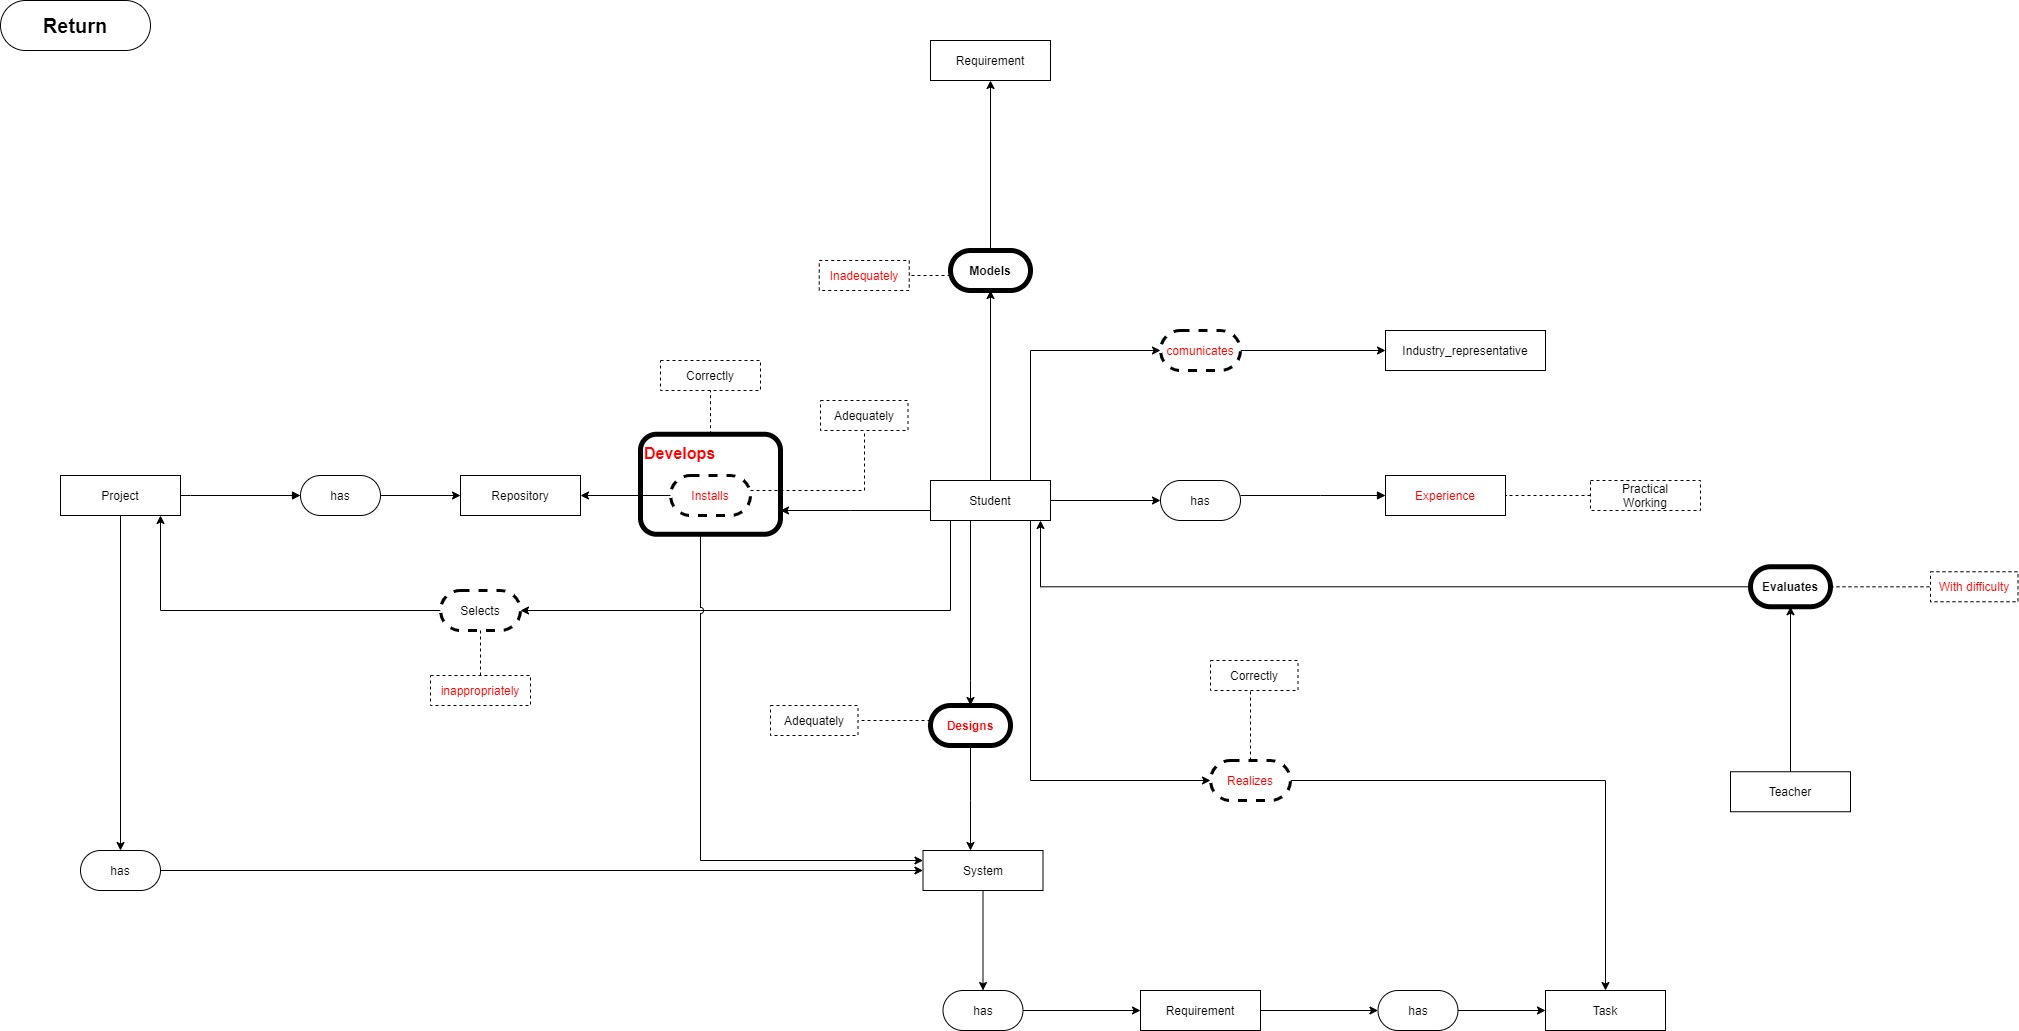 Return
Requirement
Inadequately
Models
comunicates
Industry_representative
Correctly
Adequately
Develops
Project
has
Repository
Installs
Student
has
Experience
Practical
Working
Evaluates
With difficulty
Selects
inappropriately
Correctly
Adequately
Designs
Realizes
Teacher
has
System
has
Requirement
has
Task